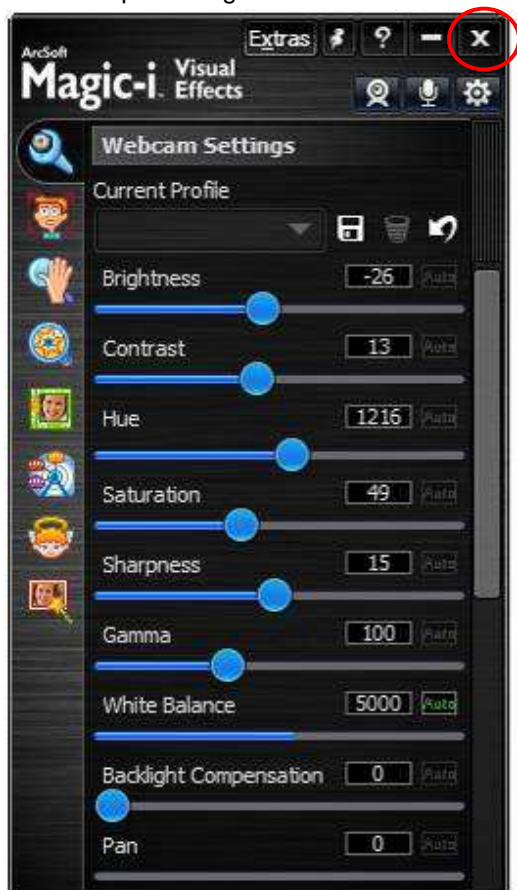 Extras ? X
ArcSoft
Magic-i Visual Effects
Webcam Settings
Current Profile
Brightness -26 Auto
Contrast 13 Auto
Hue 1216 Auto
Saturation 49 Auto
Sharpness 15 Auto
Gamma 100 Auto
White Balance 5000 Auto
Backlight Compensation 0 Auto
Pan 0 Auto